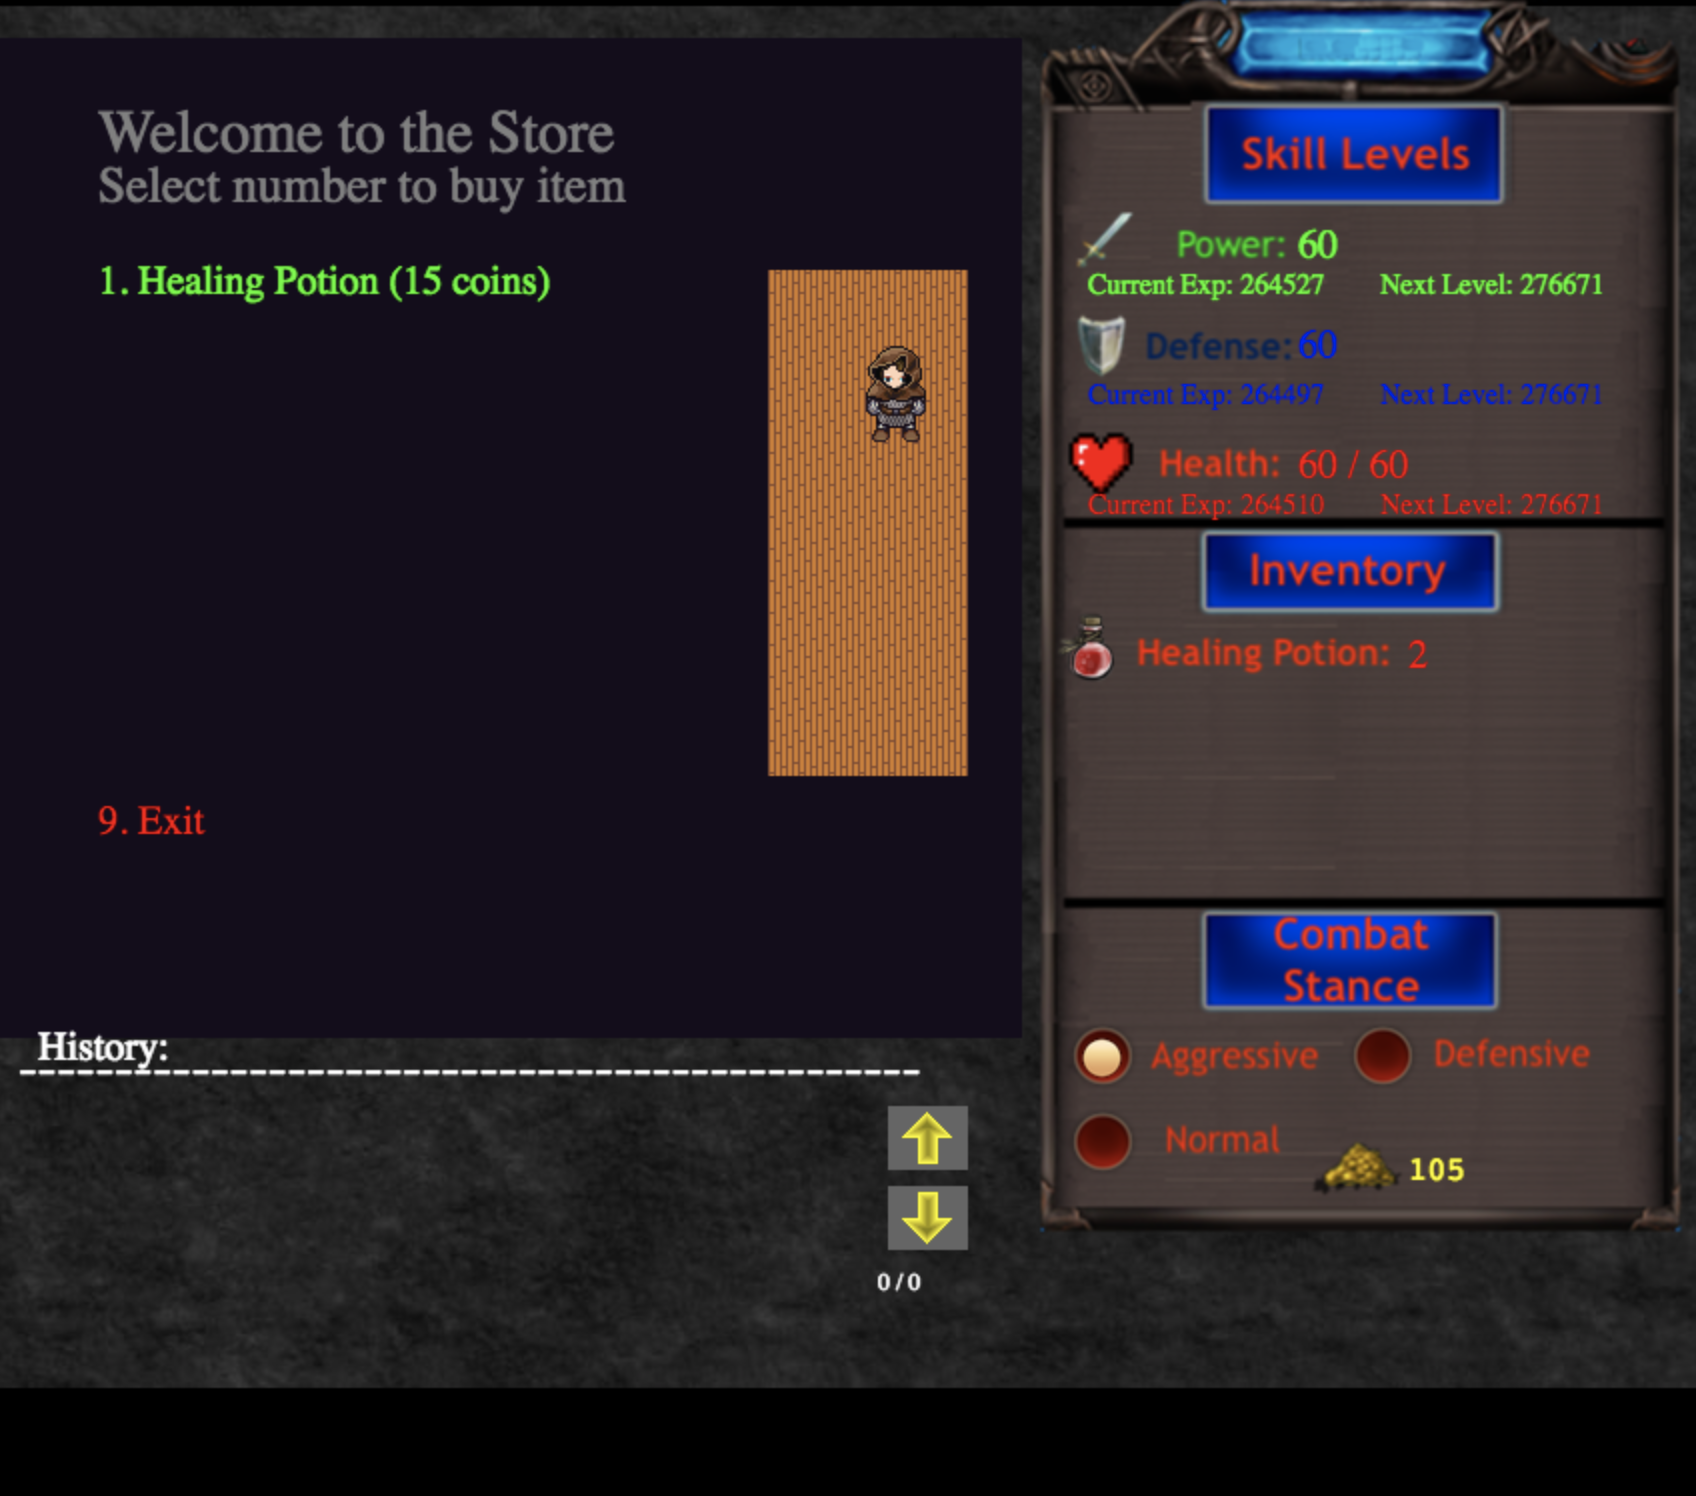 Welcome to the Store
Select number to buy item
1. Healing Potion (15 coins)
9. Exit
History:
0/0
Skill Levels
Power: 60
Current Exp: 264527 Next Level: 276671
Defense: 60
Current Exp: 264497 Next Level: 276671
Health: 60 / 60
Current Exp: 264510 Next Level: 276671
Inventory
Healing Potion: 2
Combat
Stance
Aggressive Defensive
Normal
105